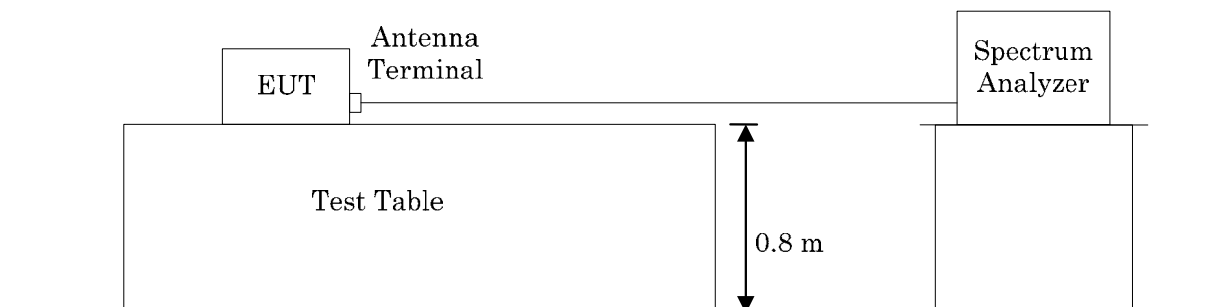 Antenna
Terminal
EUT
Spectrum
Analyzer
Test Table
0.8 m